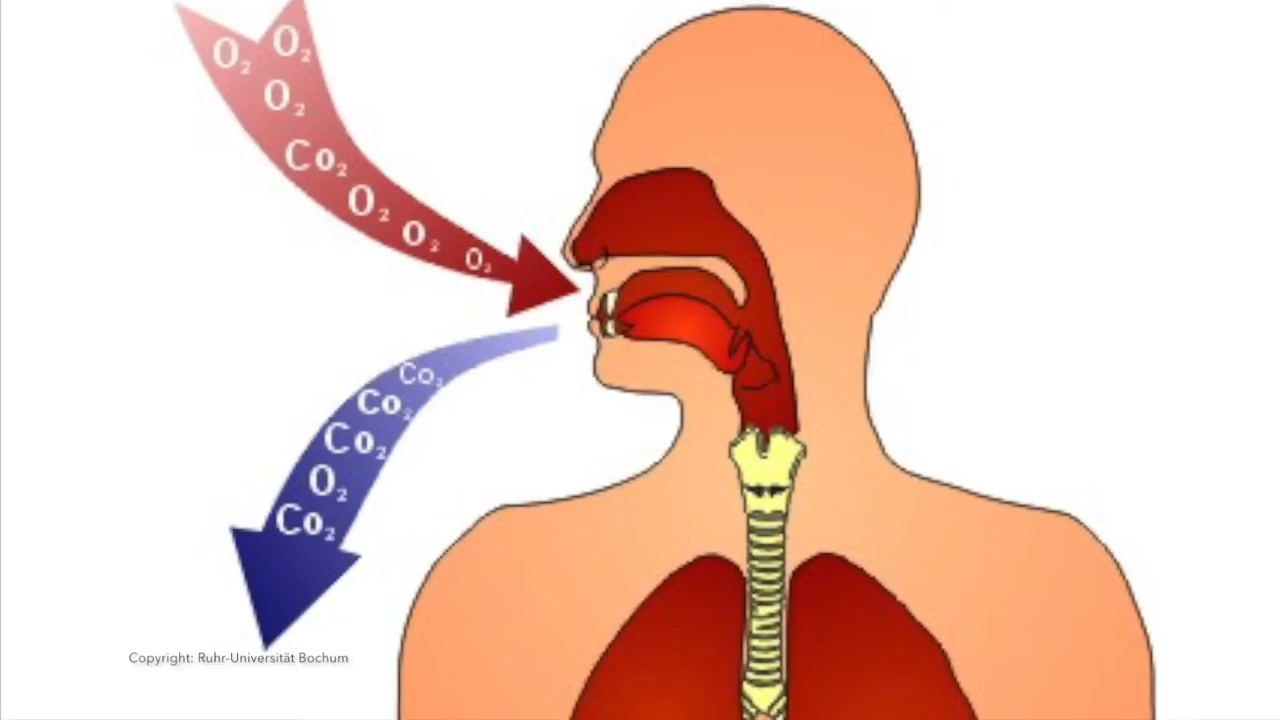 O₂ O₂
O₂
Co₂
O₂
O₂
O₂
Co₂
Co₂
Co₂
O₂
Co₂
Copyright: Ruhr-Universität Bochum